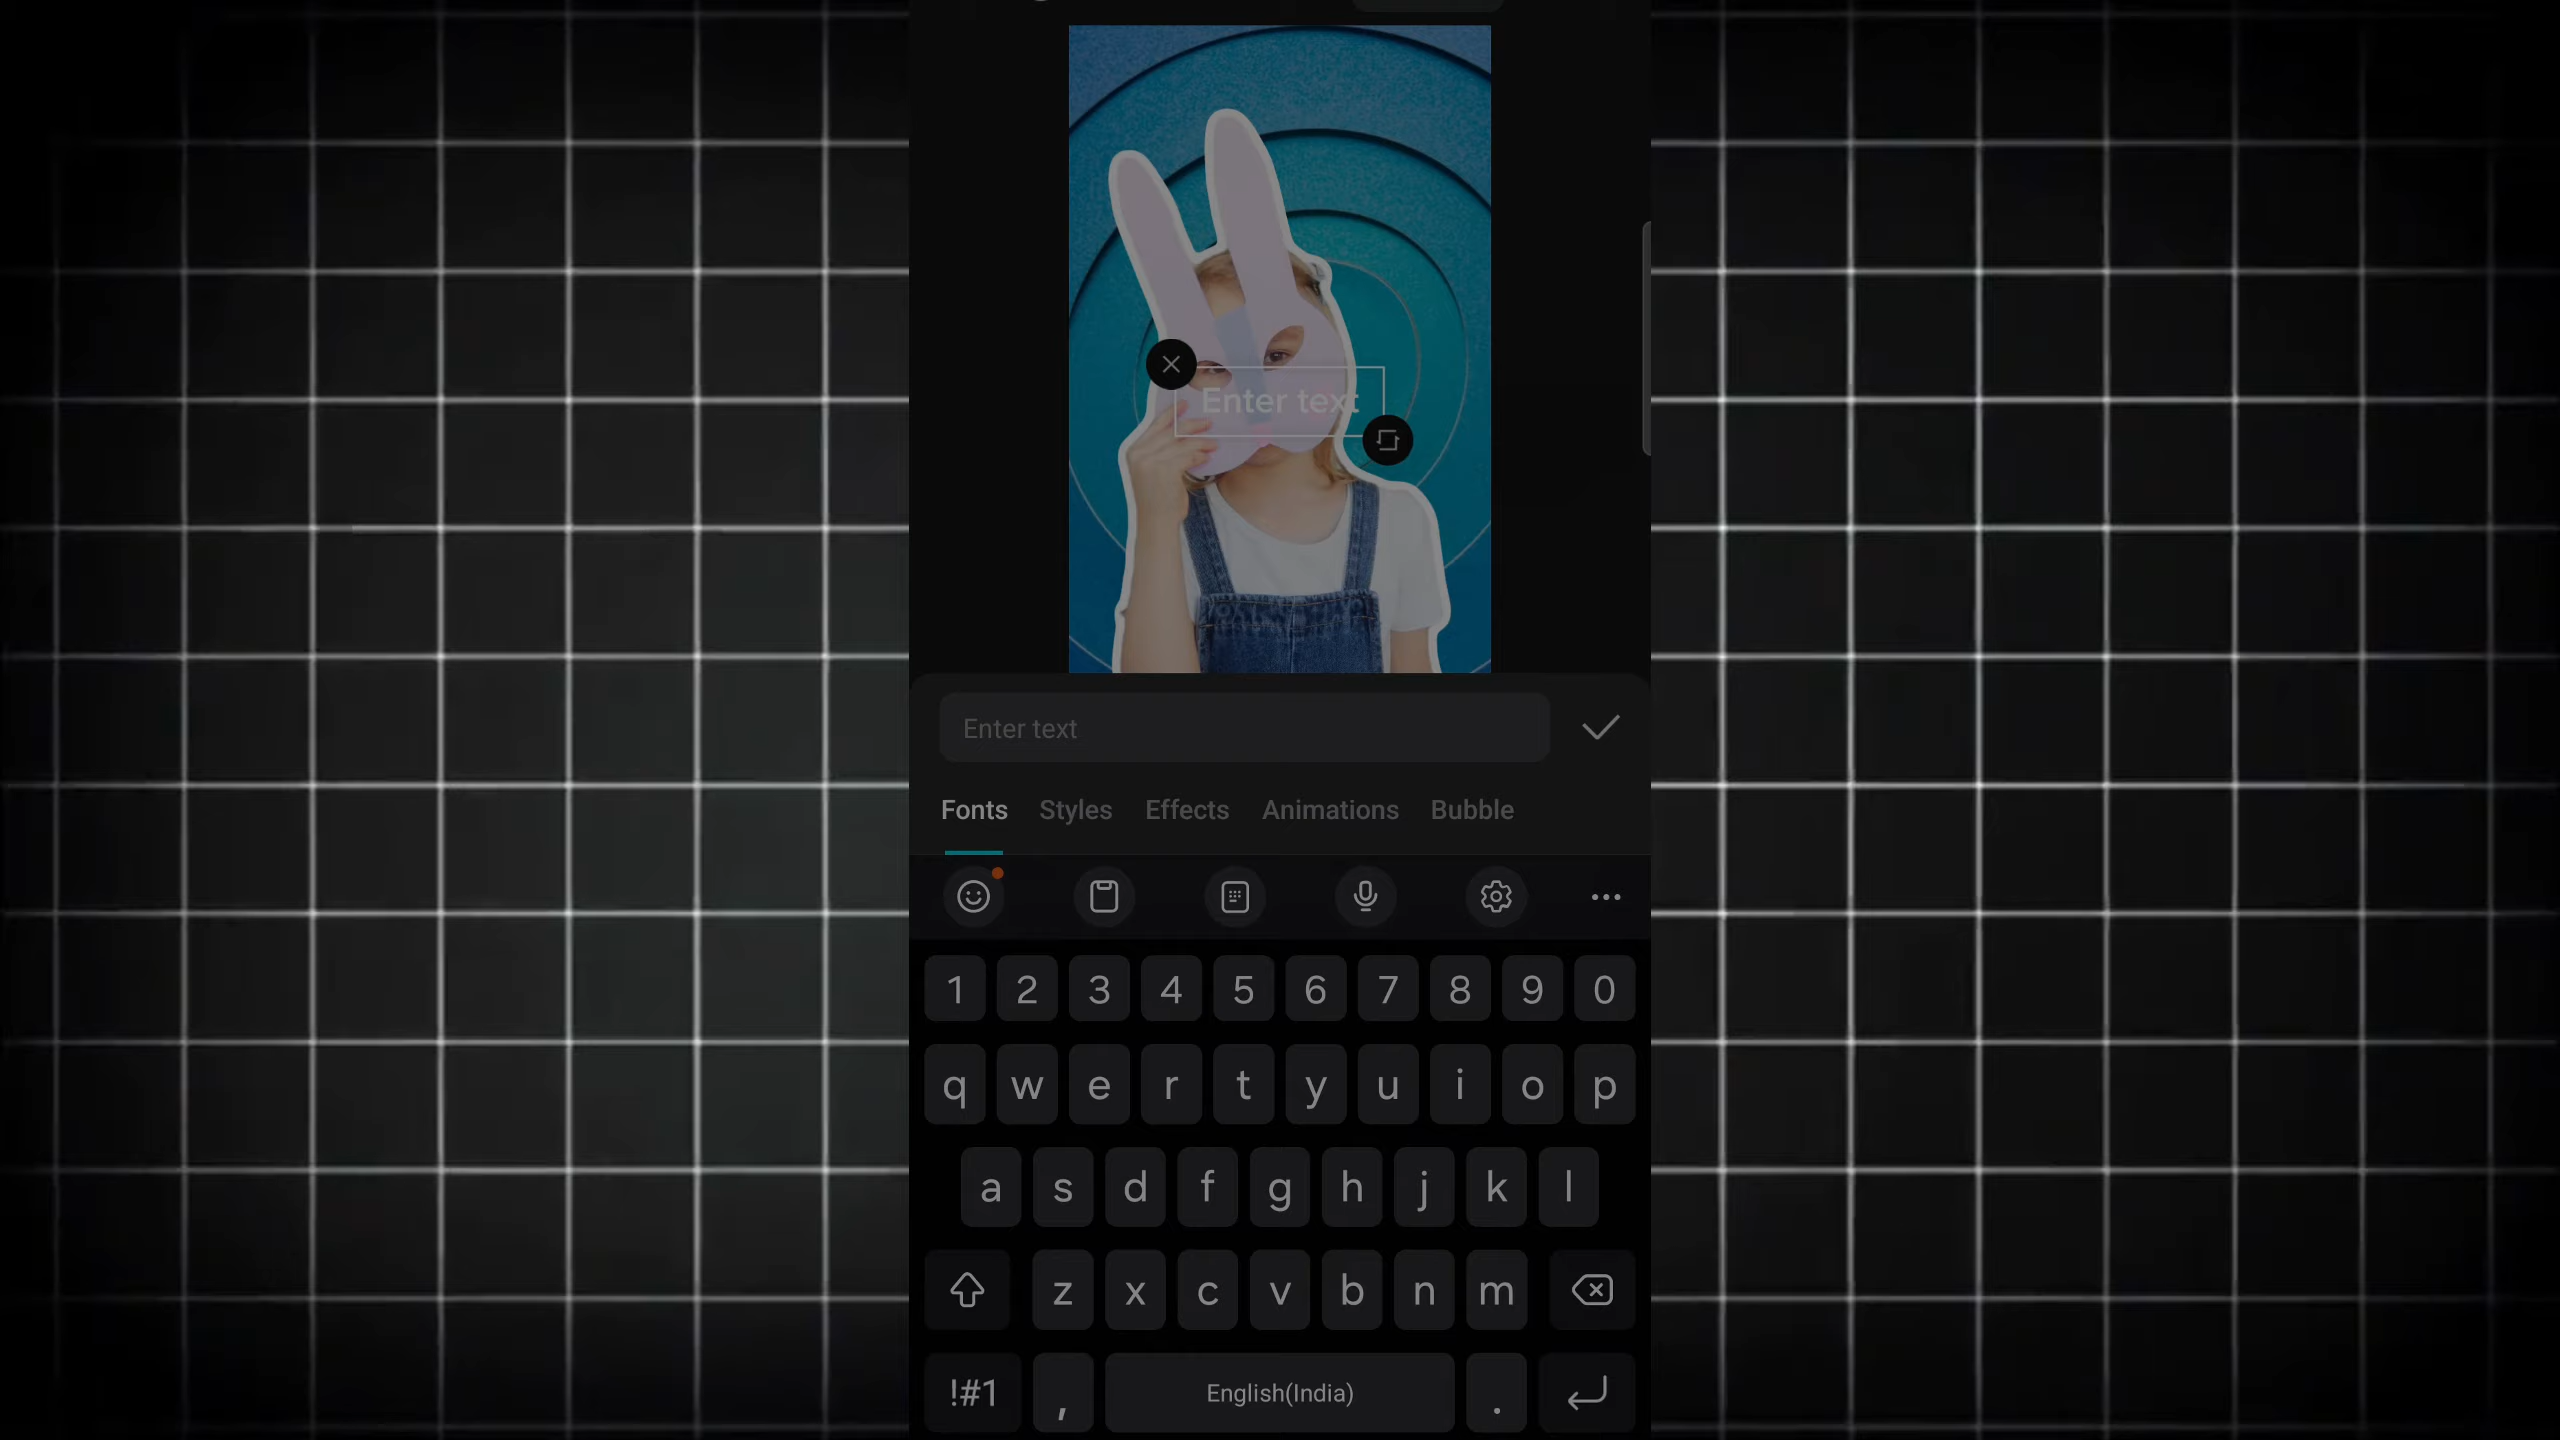 Enter text
Enter text
Fonts Styles Effects Animations Bubble
1 2 3 4 5 6 7 8 9 0
q w e r t y u i o p
a s d f g h j k l
z x c v b n m
!#1 , English(India) .